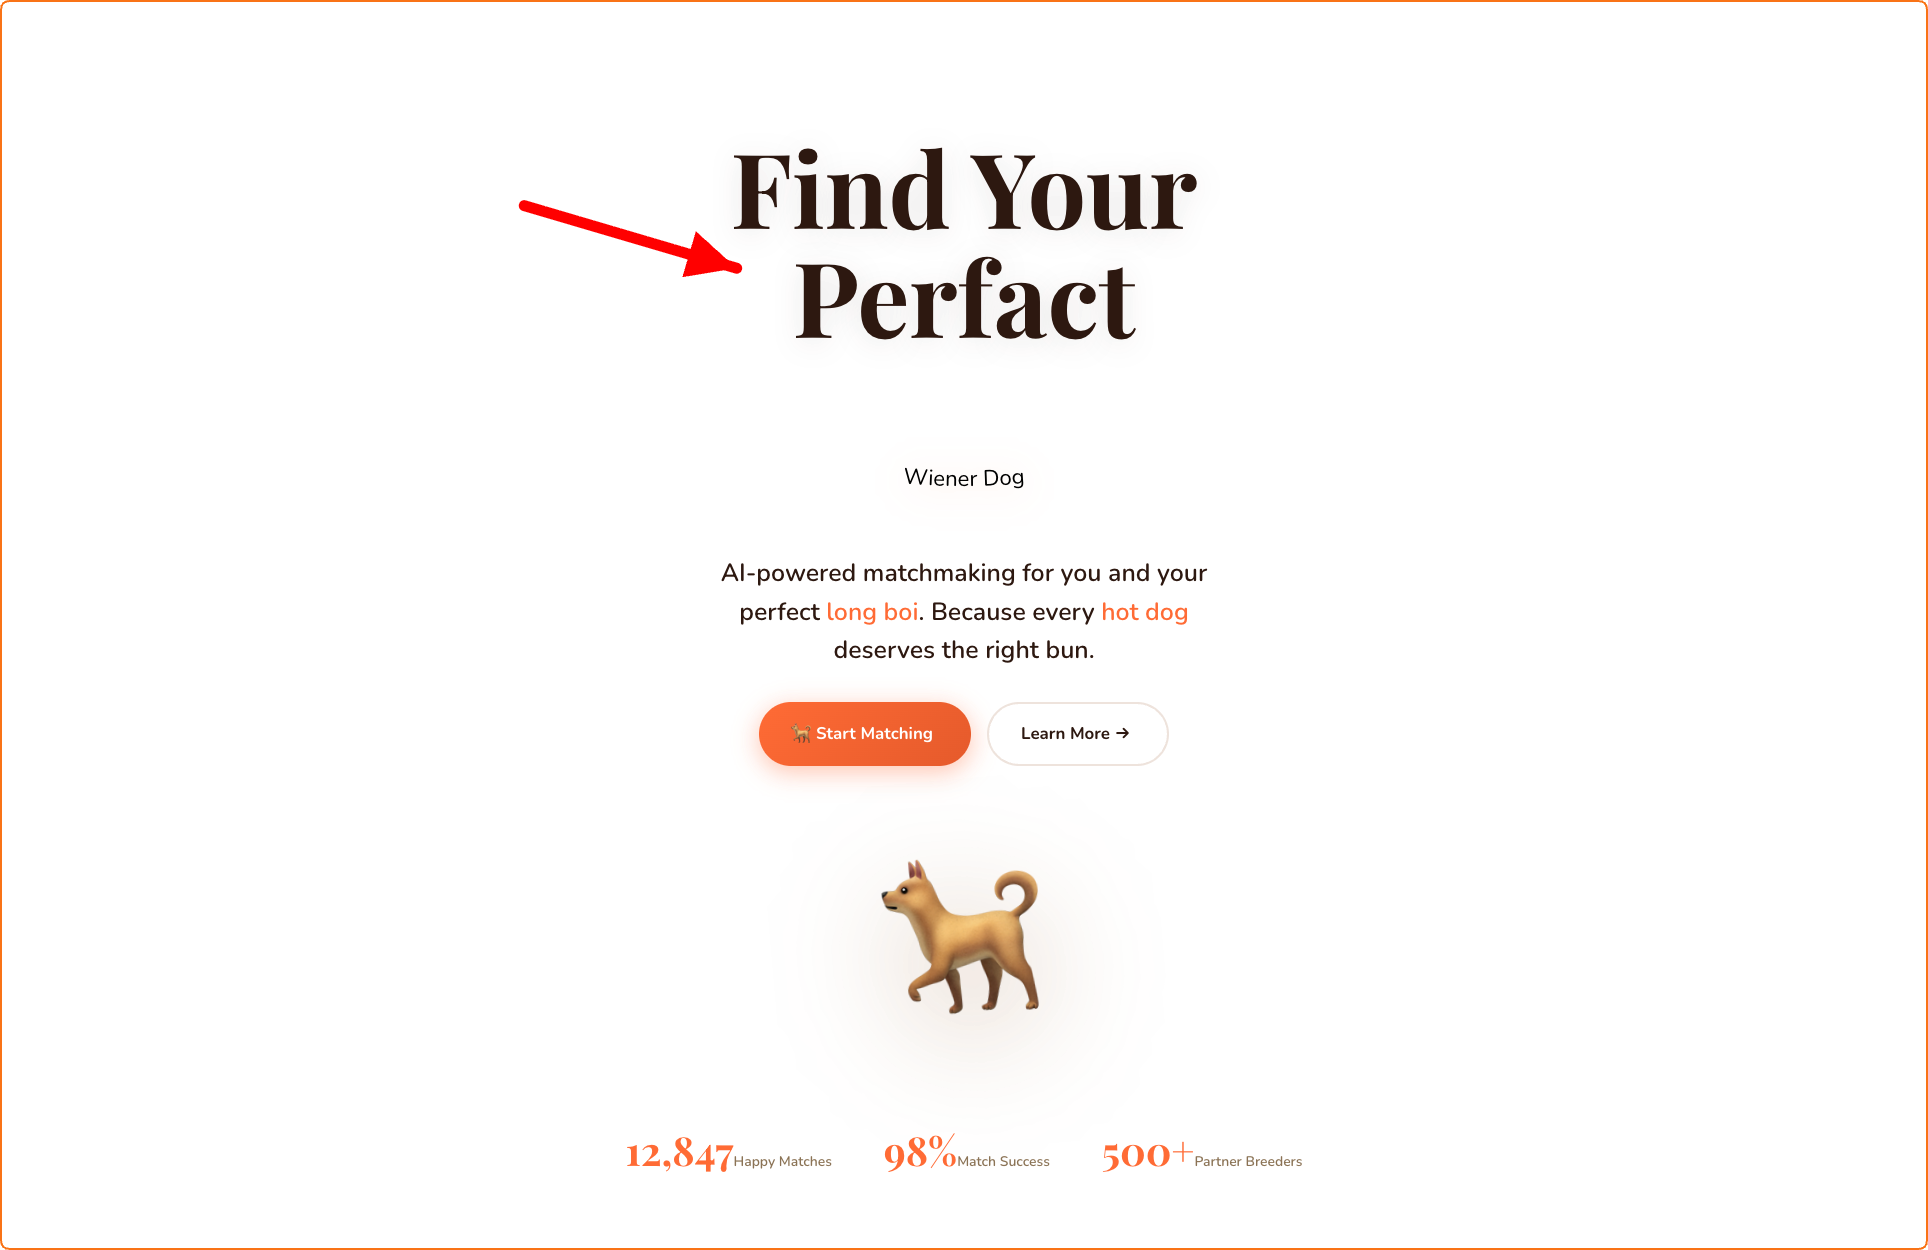 Find Your
Perfact
Wiener Dog
AI-powered matchmaking for you and your
perfect long boi. Because every hot dog
deserves the right bun.
Start Matching
Learn More →
12,847 Happy Matches
98% Match Success
500+ Partner Breeders